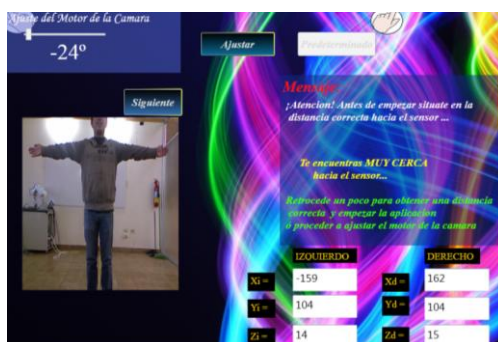 Ajuste del Motor de la Camara
-24º
Ajustar
Predeterminado
Siguiente
Mensaje
¡Atencion! Antes de empezar situate en la
distancia correcta hacia el sensor ...
Te encuentras MUY CERCA
hacia el sensor...
Retrocede un poco para obtener una distancia
correcta y empezar la aplicación
o proceder a ajustar el motor de la camara
IZQUIERDO
DERECHO
Xi = -159
Xd = 162
Yi = 104
Yd = 104
Zi = 14
Zd = 15